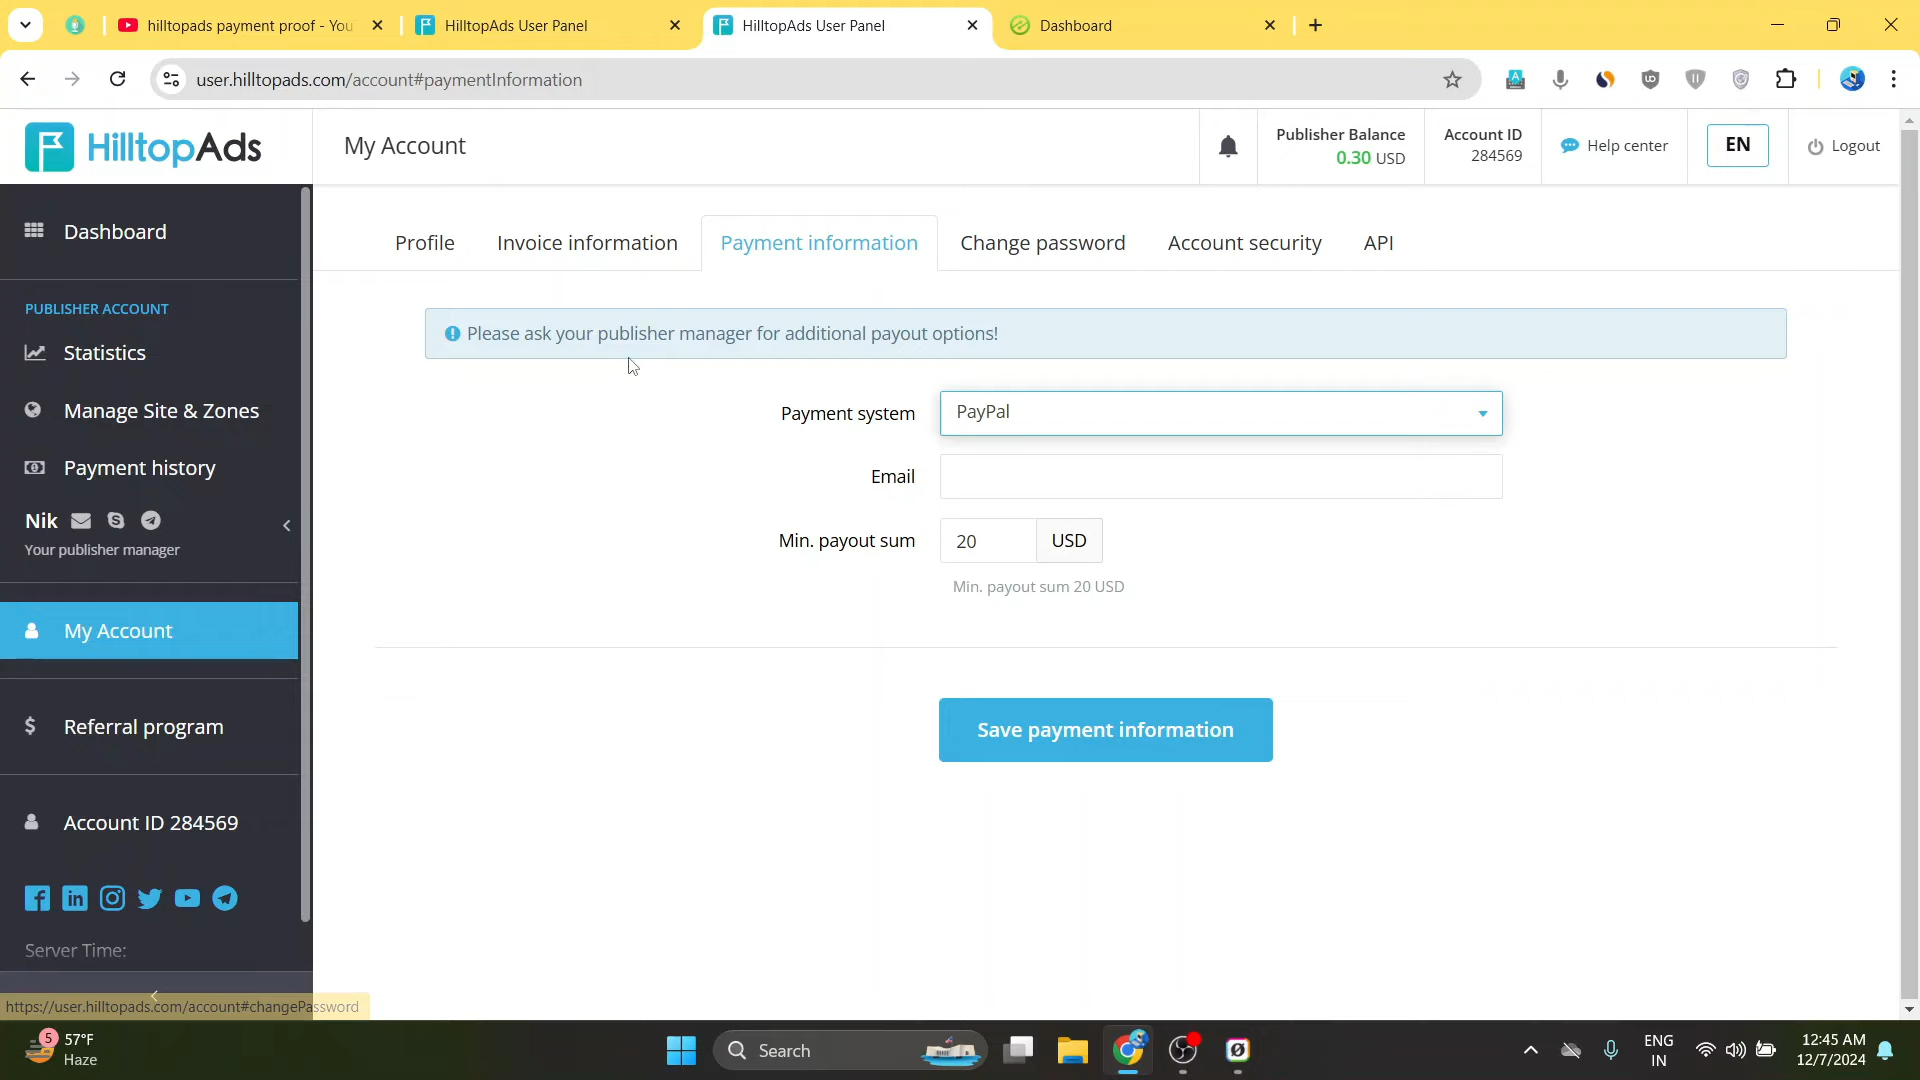 hilltopads payment proof - You
HilltopAds User Panel
HilltopAds User Panel
Dashboard
user.hilltopads.com/account#paymentInformation
HilltopAds
My Account
Publisher Balance
0.30 USD
Account ID
284569
Help center
EN
Logout
Dashboard
PUBLISHER ACCOUNT
Statistics
Manage Site & Zones
Payment history
Nik
Your publisher manager
My Account
Referral program
Account ID 284569
Server Time:
Profile
Invoice information
Payment information
Change password
Account security
API
Please ask your publisher manager for additional payout options!
Payment system
PayPal
Email
Min. payout sum
20
USD
Min. payout sum 20 USD
Save payment information
https://user.hilltopads.com/account#changePassword
5
57°F
Haze
Search
ENG
IN
12:45 AM
12/7/2024